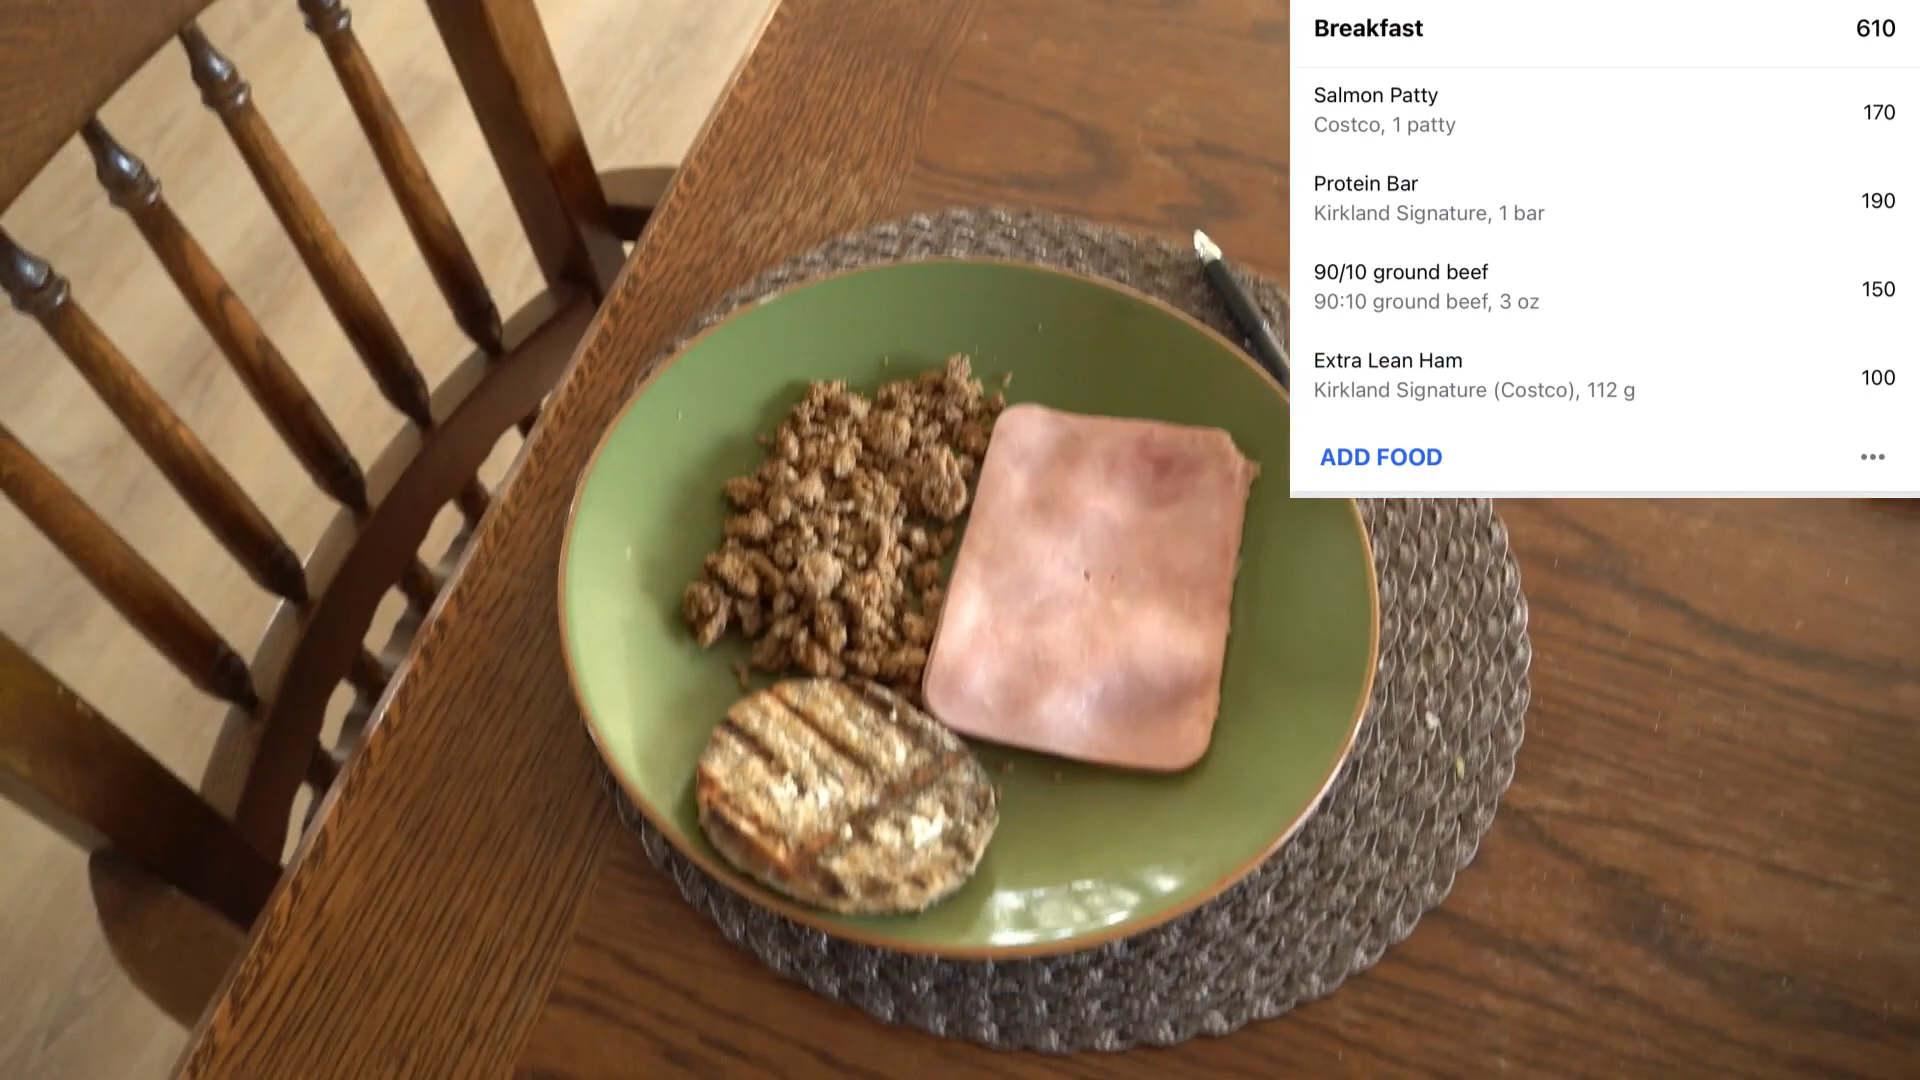 Breakfast 610
Salmon Patty
Costco, 1 patty
170
Protein Bar
Kirkland Signature, 1 bar
190
90/10 ground beef
90:10 ground beef, 3 oz
150
Extra Lean Ham
Kirkland Signature (Costco), 112 g
100
ADD FOOD